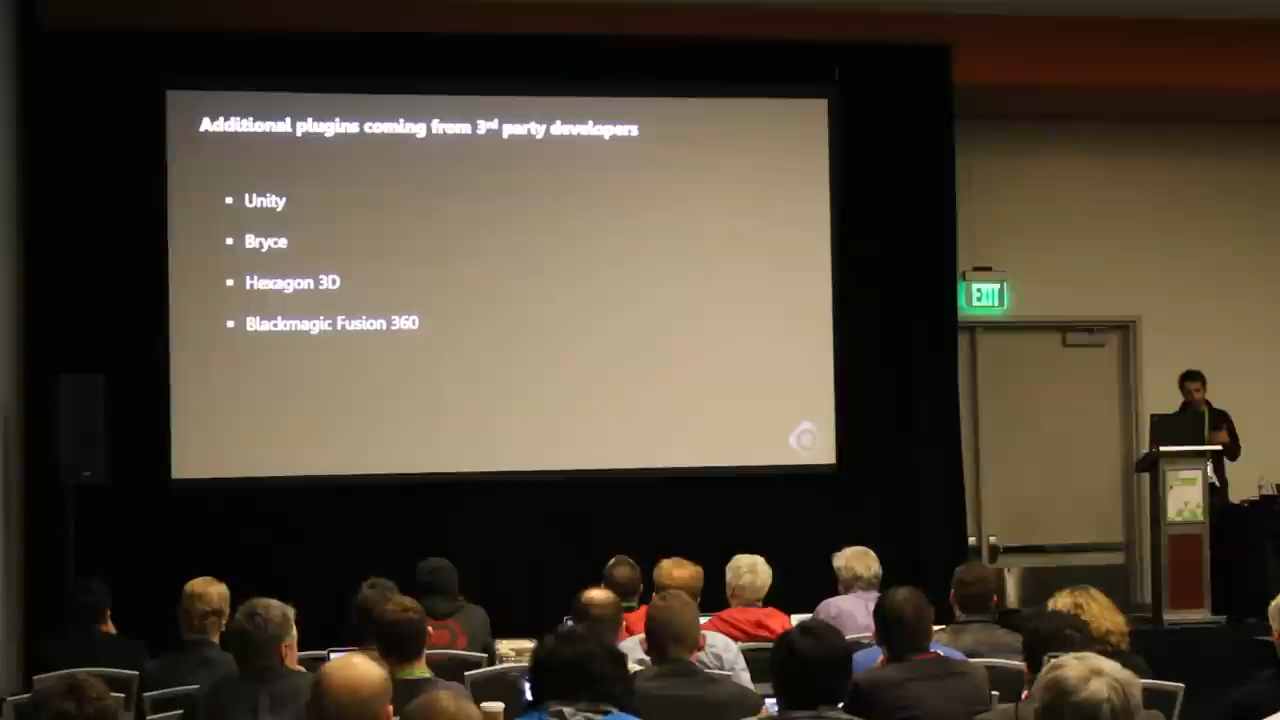 Additional plugins coming from 3rd party developers
▪ Unity
▪ Bryce
▪ Hexagon 3D
▪ Blackmagic Fusion 360
EXIT